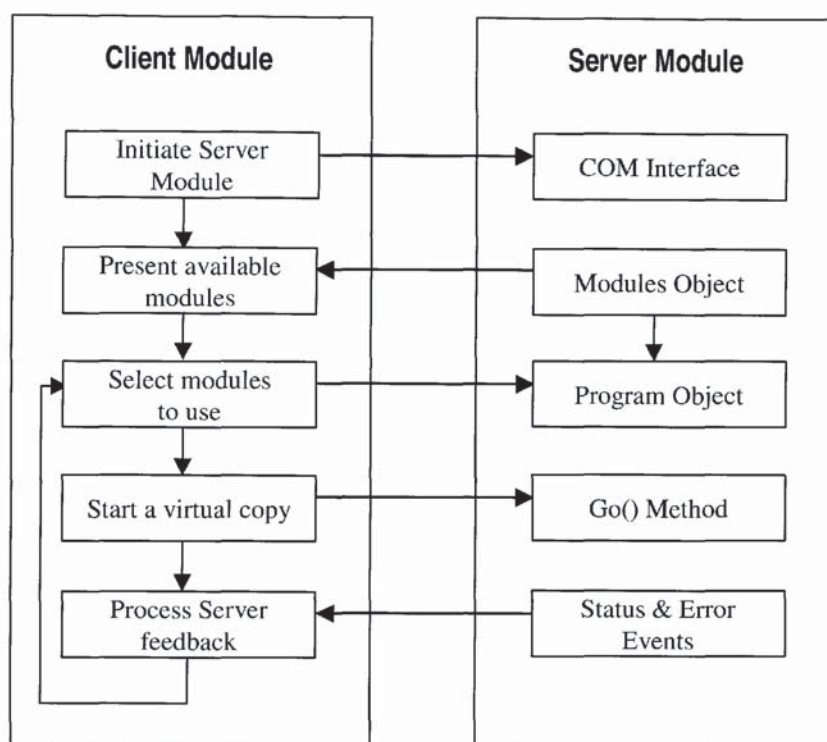 Client Module
Server Module
Initiate Server
Module
COM Interface
Present available
modules
Modules Object
Select modules
to use
Program Object
Start a virtual copy
Go() Method
Process Server
feedback
Status & Error
Events